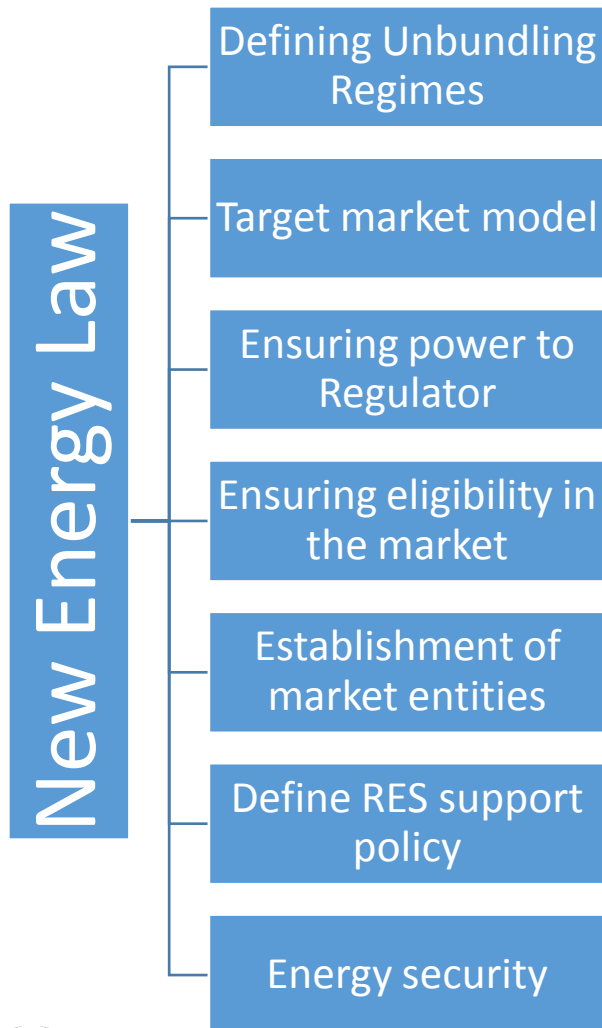 New Energy Law
Defining Unbundling
Regimes
Target market model
Ensuring power to
Regulator
Ensuring eligibility in
the market
Establishment of
market entities
Define RES support
policy
Energy security